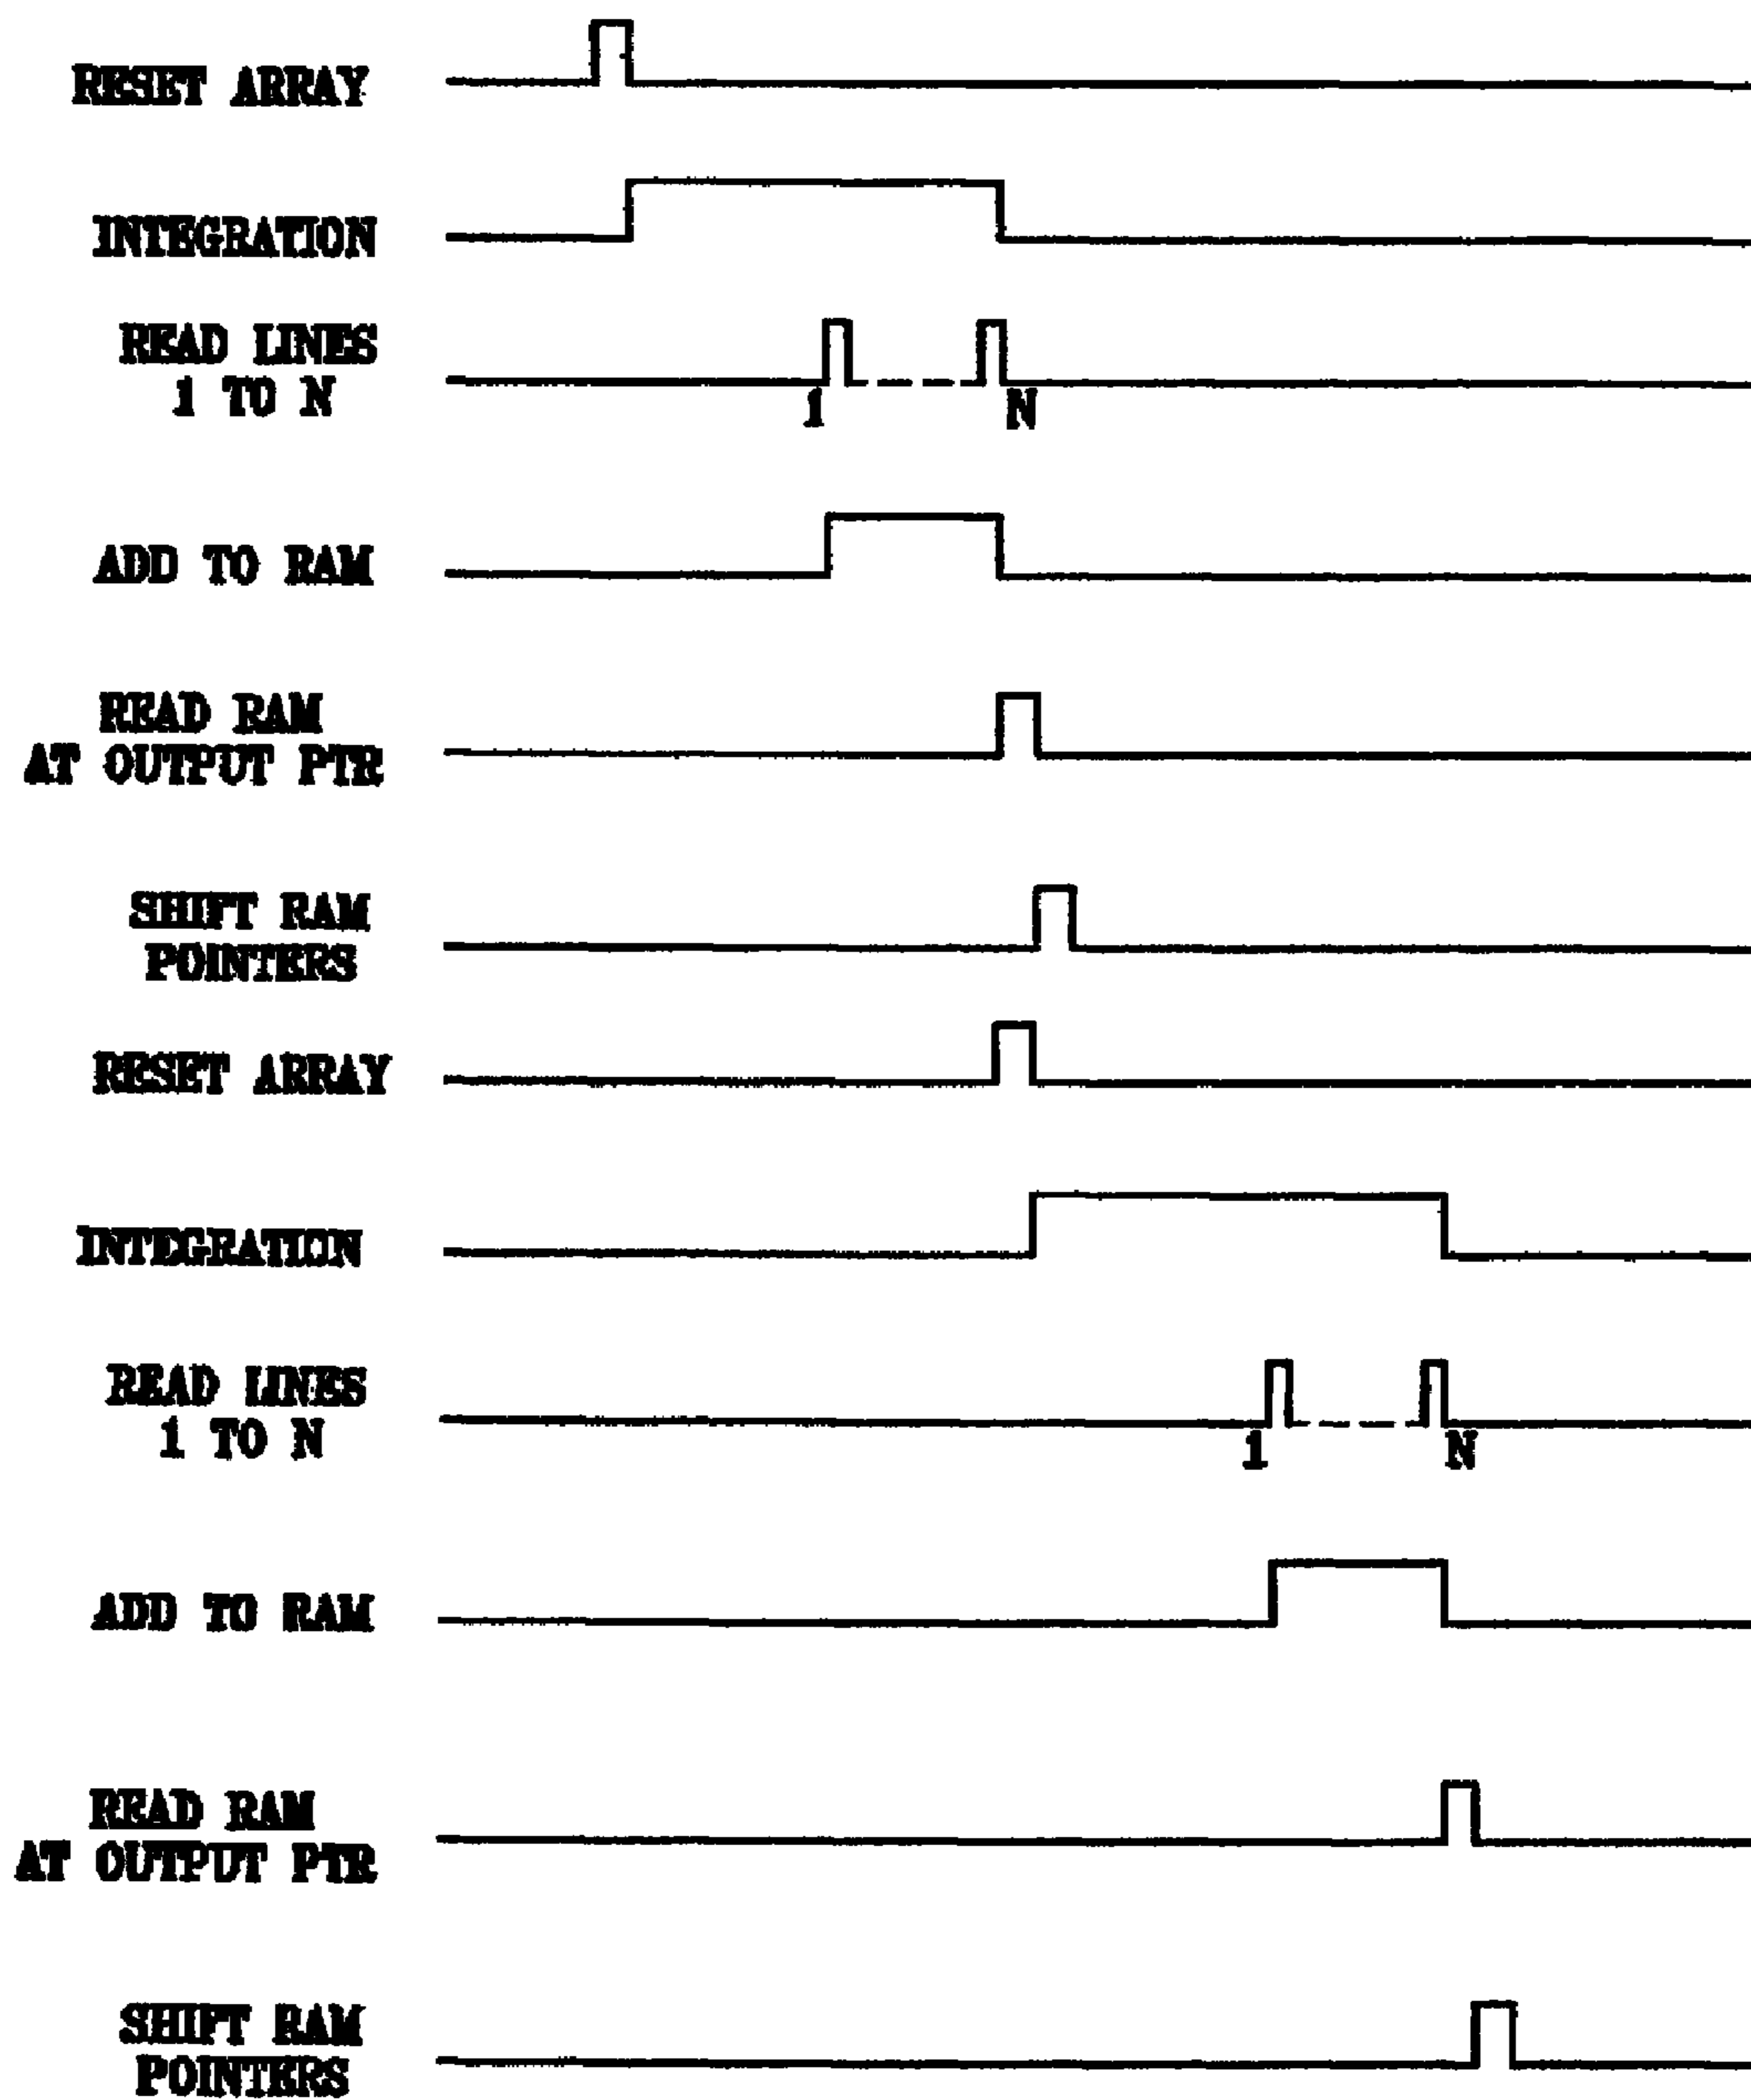 RESET ARRAY
INTEGRATION
READ LINES
1 TO N
1
N
ADD TO RAM
READ RAM
AT OUTPUT PTR
SHIFT RAM
POINTERS
RESET ARRAY
INTEGRATION
READ LINES
1 TO N
1
N
ADD TO RAM
READ RAM
AT OUTPUT PTR
SHIFT RAM
POINTERS